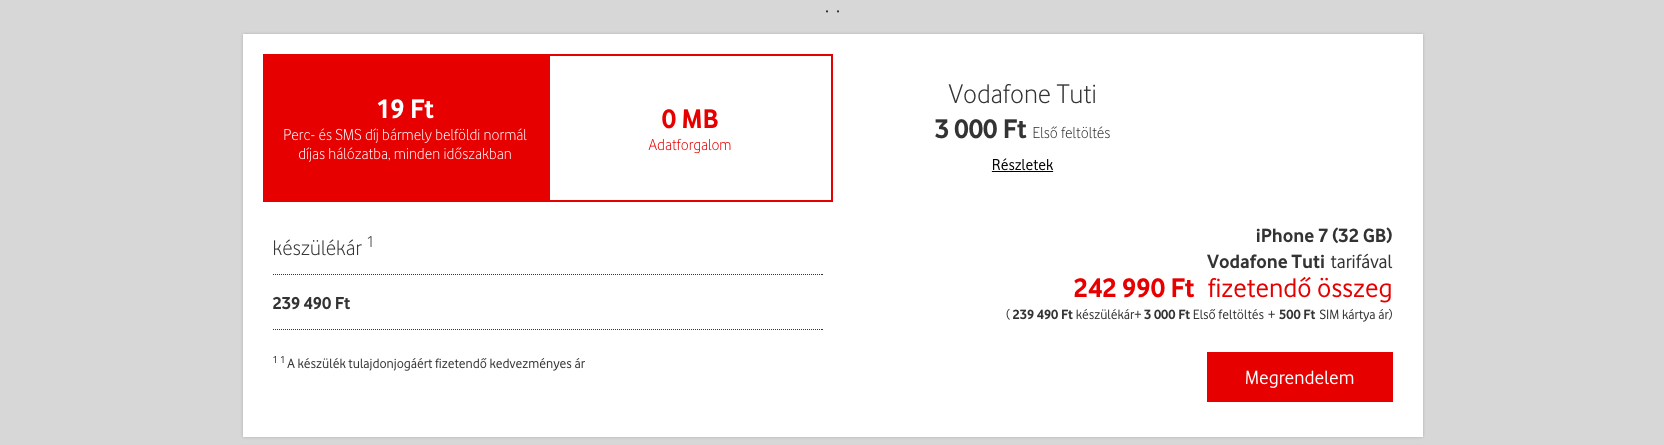 19 Ft
Perc- és SMS díj bármely belföldi normál
díjas hálózatba, minden időszakban
0 MB
Adatforgalom
Vodafone Tuti
3 000 Ft Első feltöltés
Részletek
készülékár 1
239 490 Ft
1 1 A készülék tulajdonjogáért fizetendő kedvezményes ár
iPhone 7 (32 GB)
Vodafone Tuti tarifával
242 990 Ft fizetendő összeg
( 239 490 Ft készülékár+ 3 000 Ft Első feltöltés + 500 Ft SIM kártya ár)
Megrendelem